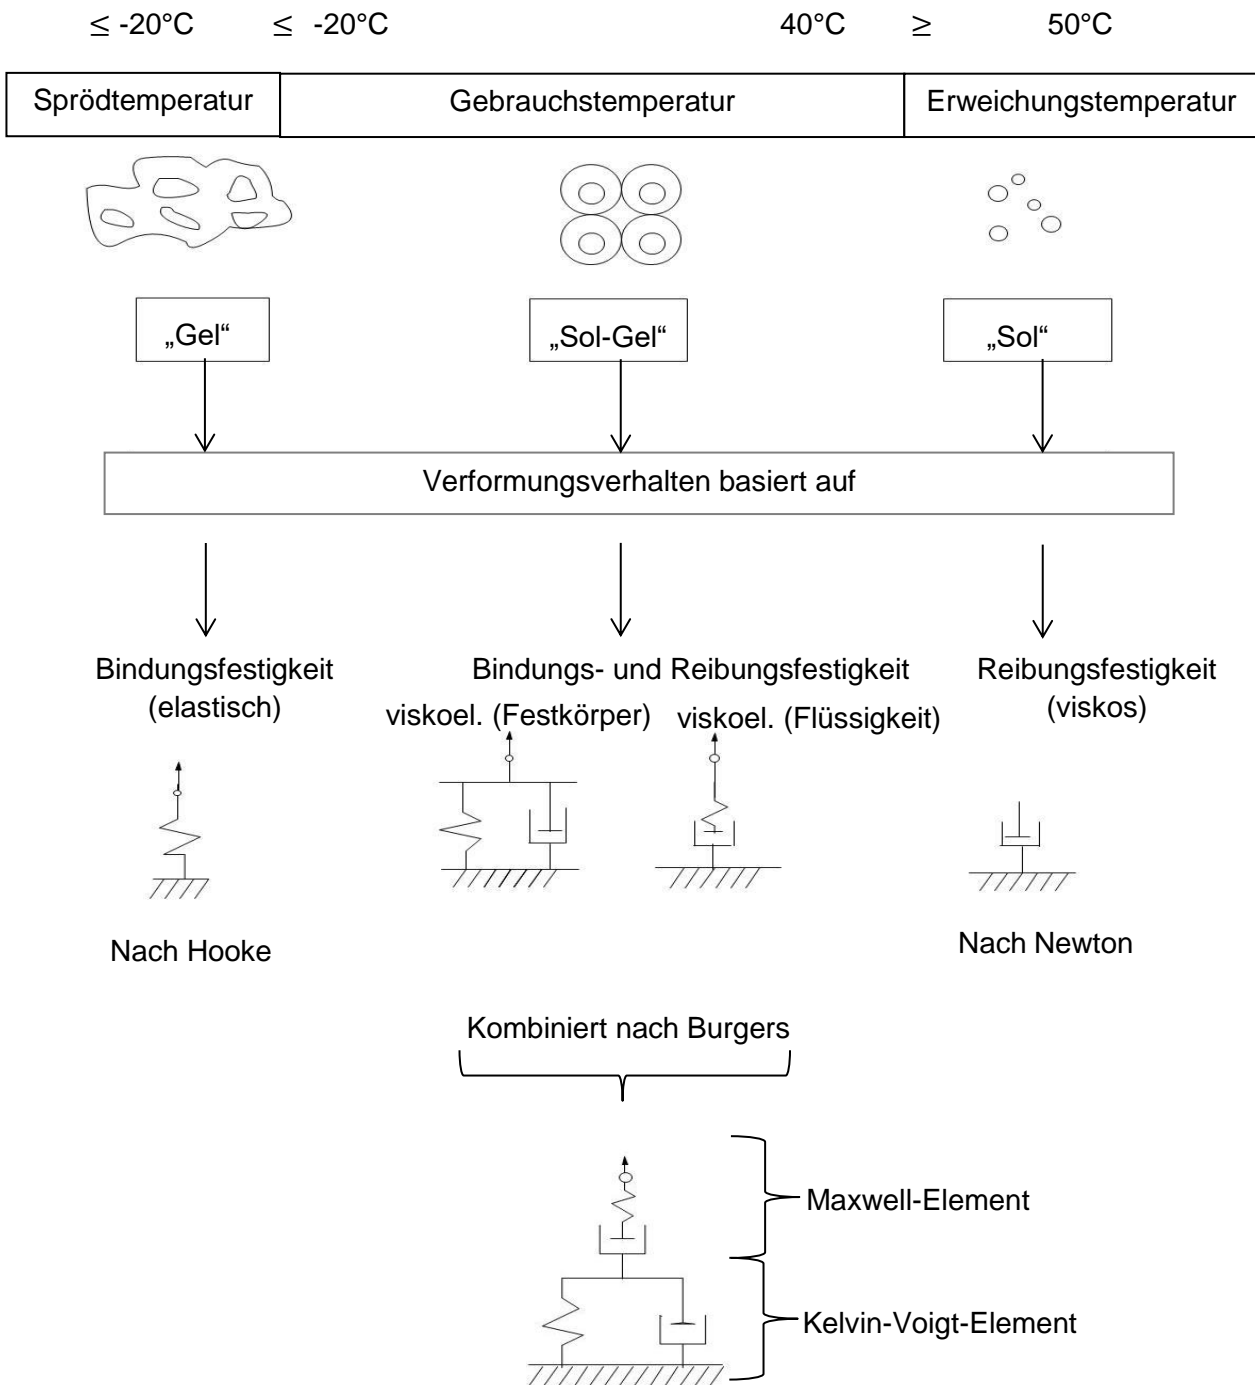 ≤ -20°C ≤ -20°C 40°C ≥ 50°C
Sprödtemperatur Gebrauchstemperatur Erweichungstemperatur
„Gel“ „Sol-Gel“ „Sol“
Verformungsverhalten basiert auf
Bindungsfestigkeit Bindungs- und Reibungsfestigkeit Reibungsfestigkeit
(elastisch) viskoel. (Festkörper) viskoel. (Flüssigkeit) (viskos)
Nach Hooke Nach Newton
Kombiniert nach Burgers
Maxwell-Element
Kelvin-Voigt-Element